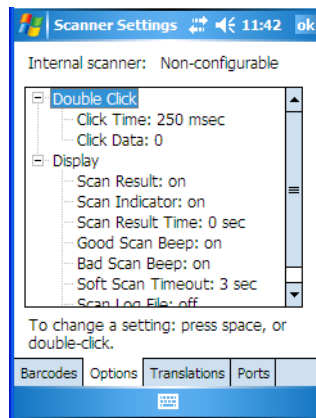 Scanner Settings 11:42 ok
Internal scanner: Non-configurable
Double Click
Click Time: 250 msec
Click Data: 0
Display
Scan Result: on
Scan Indicator: on
Scan Result Time: 0 sec
Good Scan Beep: on
Bad Scan Beep: on
Soft Scan Timeout: 3 sec
Scan Log File: off
To change a setting: press space, or
double-click.
Barcodes Options Translations Ports